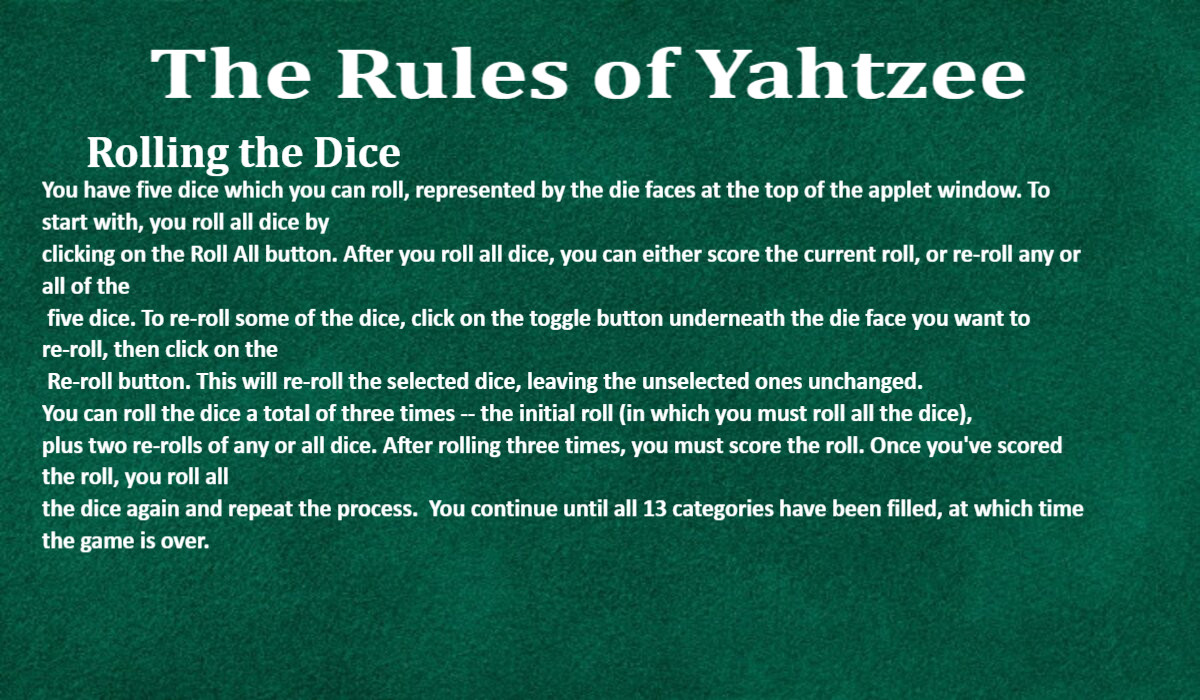 The Rules of Yahtzee
Rolling the Dice
You have five dice which you can roll, represented by the die faces at the top of the applet window. To
start with, you roll all dice by
clicking on the Roll All button. After you roll all dice, you can either score the current roll, or re-roll any or
all of the
five dice. To re-roll some of the dice, click on the toggle button underneath the die face you want to
re-roll, then click on the
Re-roll button. This will re-roll the selected dice, leaving the unselected ones unchanged.
You can roll the dice a total of three times -- the initial roll (in which you must roll all the dice),
plus two re-rolls of any or all dice. After rolling three times, you must score the roll. Once you've scored
the roll, you roll all
the dice again and repeat the process.  You continue until all 13 categories have been filled, at which time
the game is over.